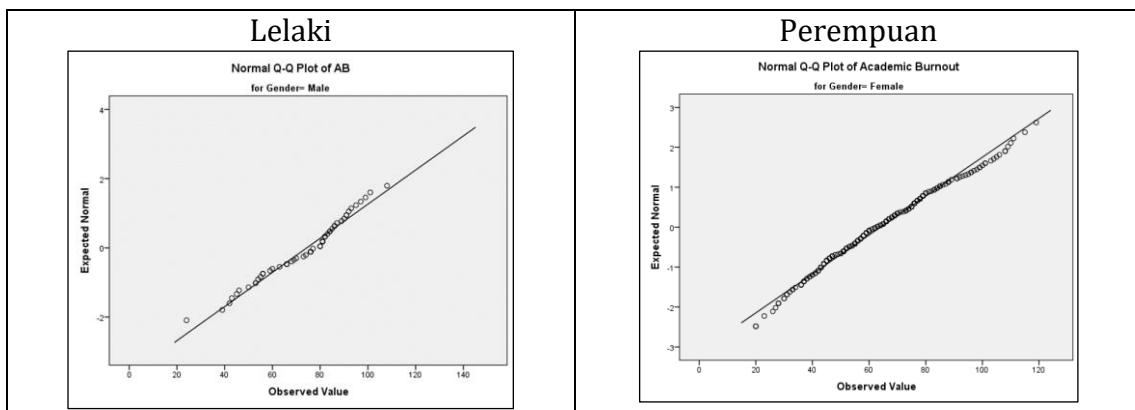 Lelaki
Perempuan
Normal Q-Q Plot of AB
for Gender= Male
4
2
0
-2
Expected Normal
0 20 40 60 80 100 120 140
Observed Value
Normal Q-Q Plot of Academic Burnout
for Gender= Female
3
2
1
0
-1
-2
-3
Expected Normal
0 20 40 60 80 100 120
Observed Value